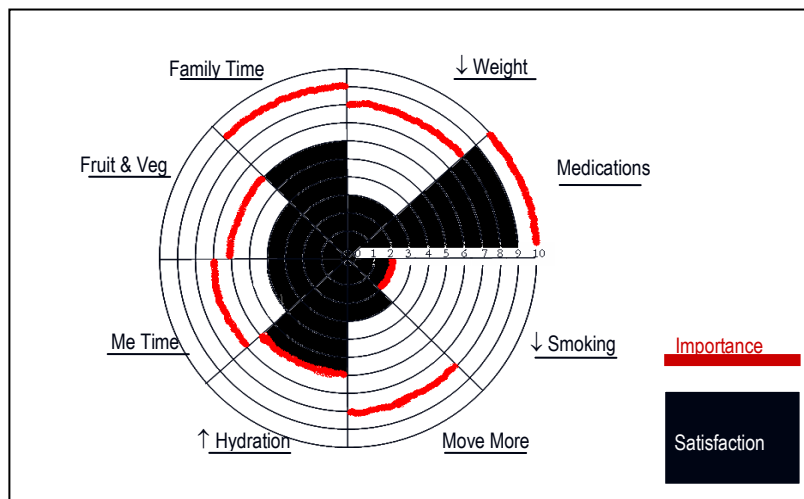 Family Time
↓ Weight
Fruit & Veg
Medications
0 1 2 3 4 5 6 7 8 9 10
Me Time
↓ Smoking
Importance
↑ Hydration
Move More
Satisfaction